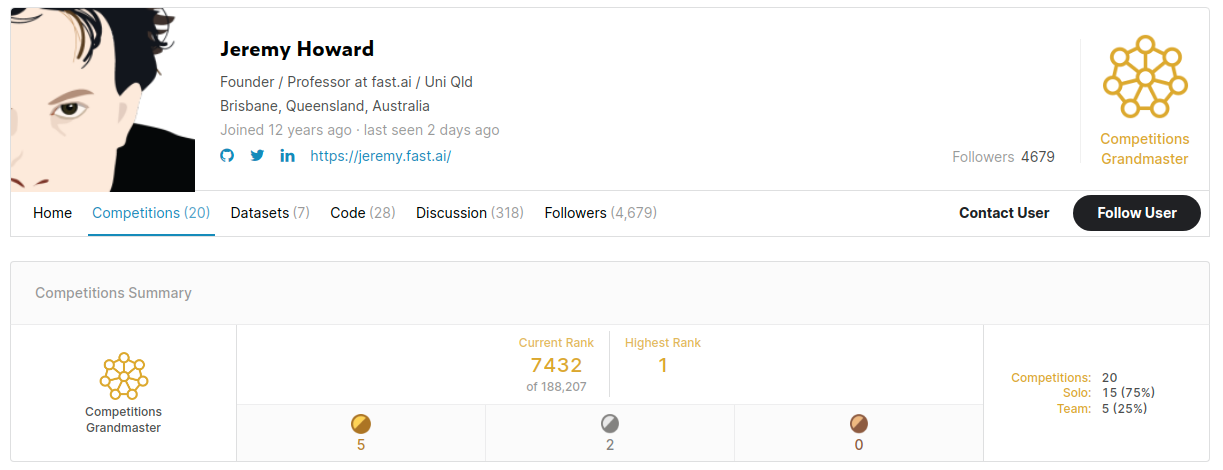 Jeremy Howard
Founder / Professor at fast.ai / Uni Qld
Brisbane, Queensland, Australia
Joined 12 years ago · last seen 2 days ago
https://jeremy.fast.ai/
Followers 4679
Competitions
Grandmaster
Home Competitions (20) Datasets (7) Code (28) Discussion (318) Followers (4,679) Contact User Follow User
Competitions Summary
Competitions
Grandmaster
Current Rank Highest Rank
7432 1
of 188,207
5 2 0
Competitions: 20
Solo: 15 (75%)
Team: 5 (25%)